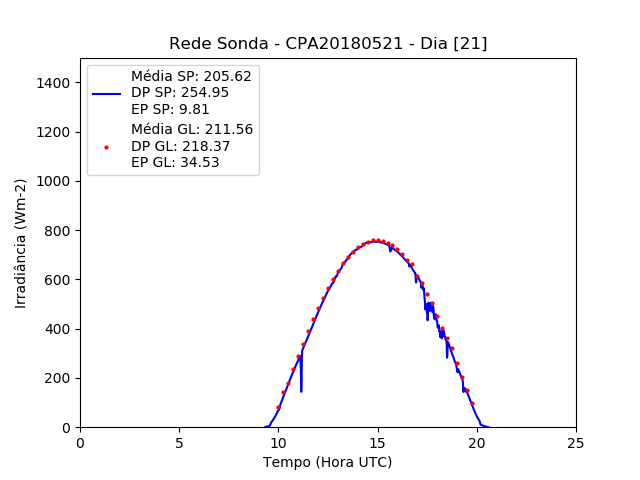 Rede Sonda - CPA20180521 - Dia [21]
Média SP: 205.62
DP SP: 254.95
EP SP: 9.81
Média GL: 211.56
DP GL: 218.37
EP GL: 34.53
Irradiância (Wm-2)
1400
1200
1000
800
600
400
200
0
0 5 10 15 20 25
Tempo (Hora UTC)